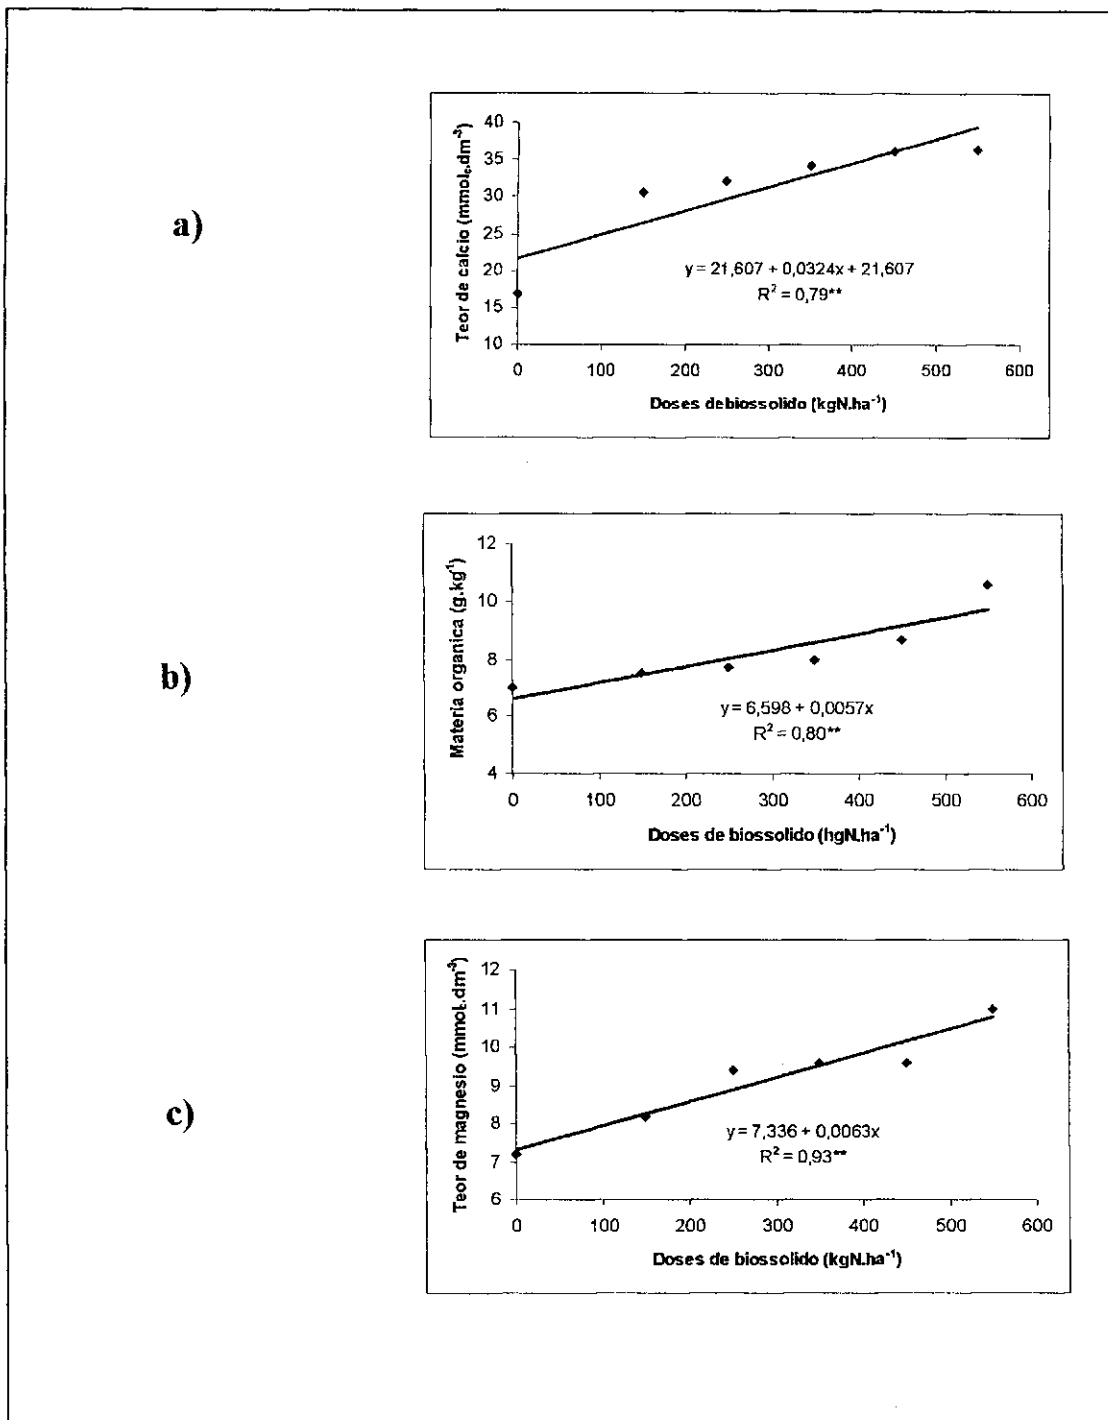 a)
Teor de calcio (mmolc.dm-3)
40
35
30
25
20
15
10
y = 21,607 + 0,0324x + 21,607
R2 = 0,79**
0 100 200 300 400 500 600
Doses debiossolido (kgN.ha-1)
b)
Materia organica (g.kg-1)
12
10
8
6
4
y = 6,598 + 0,0057x
R2 = 0,80**
0 100 200 300 400 500 600
Doses de biossolido (hgN.ha-1)
c)
Teor de magnesio (mmolc.dm-3)
12
11
10
9
8
7
6
y = 7,336 + 0,0063x
R2 = 0,93**
0 100 200 300 400 500 600
Doses de biossolido (kgN.ha-1)